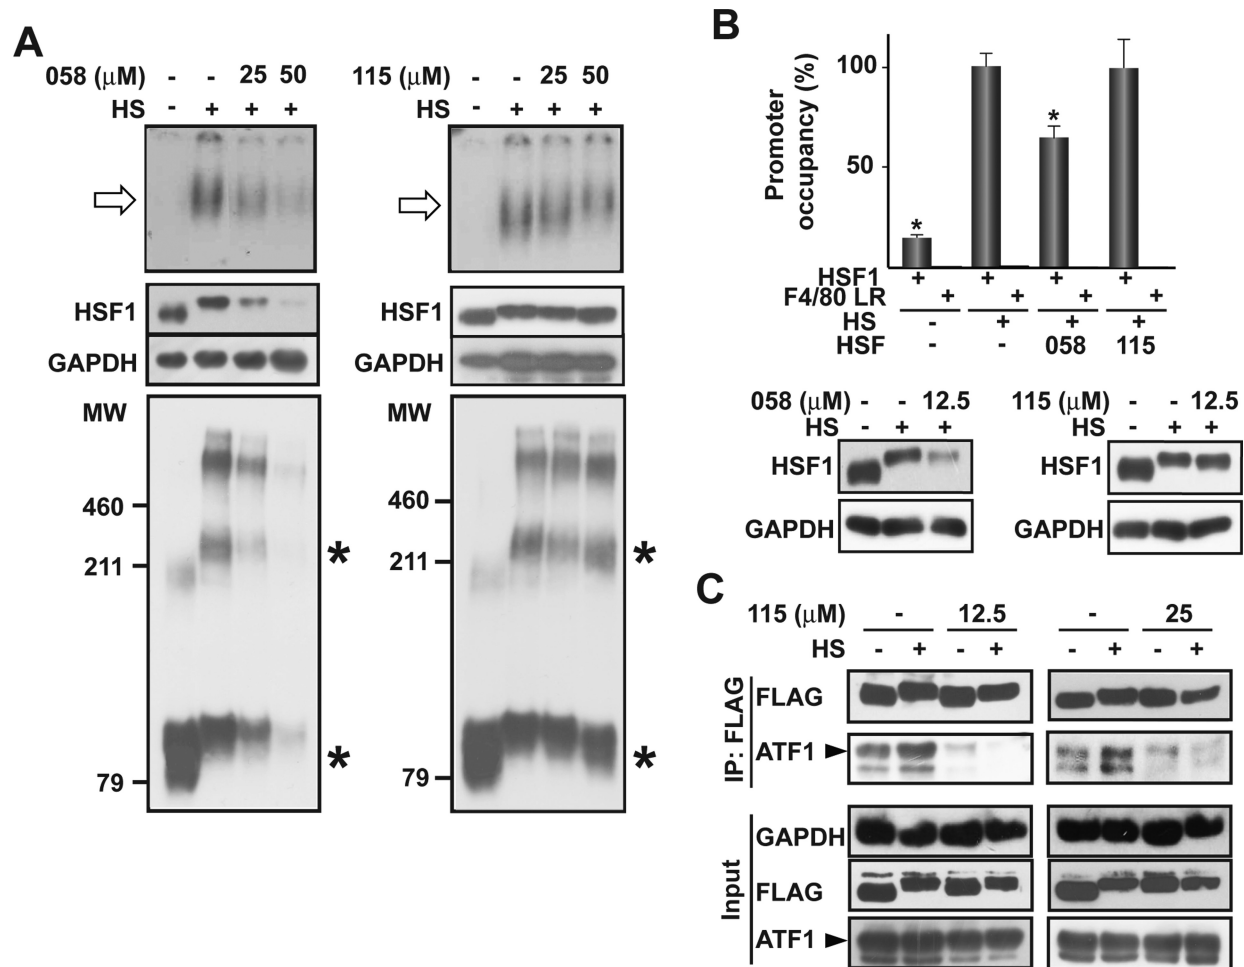 A
058 (μM) - - 25 50
HS - + + +
HSF1
GAPDH
MW
460
211
*
79
*
115 (μM) - - 25 50
HS - + + +
HSF1
GAPDH
MW
460
211
*
79
*
B
Promoter
occupancy (%)
100
50
*
*
HSF1 + + + +
F4/80 LR + + + +
HS - + + +
HSF - - 058 115
058 (μM) - - 12.5
HS - + +
HSF1
GAPDH
115 (μM) - - 12.5
HS - + +
HSF1
GAPDH
C
115 (μM) - 12.5 - 25
HS - + - + - + - +
IP: FLAG
FLAG
ATF1
Input
GAPDH
FLAG
ATF1